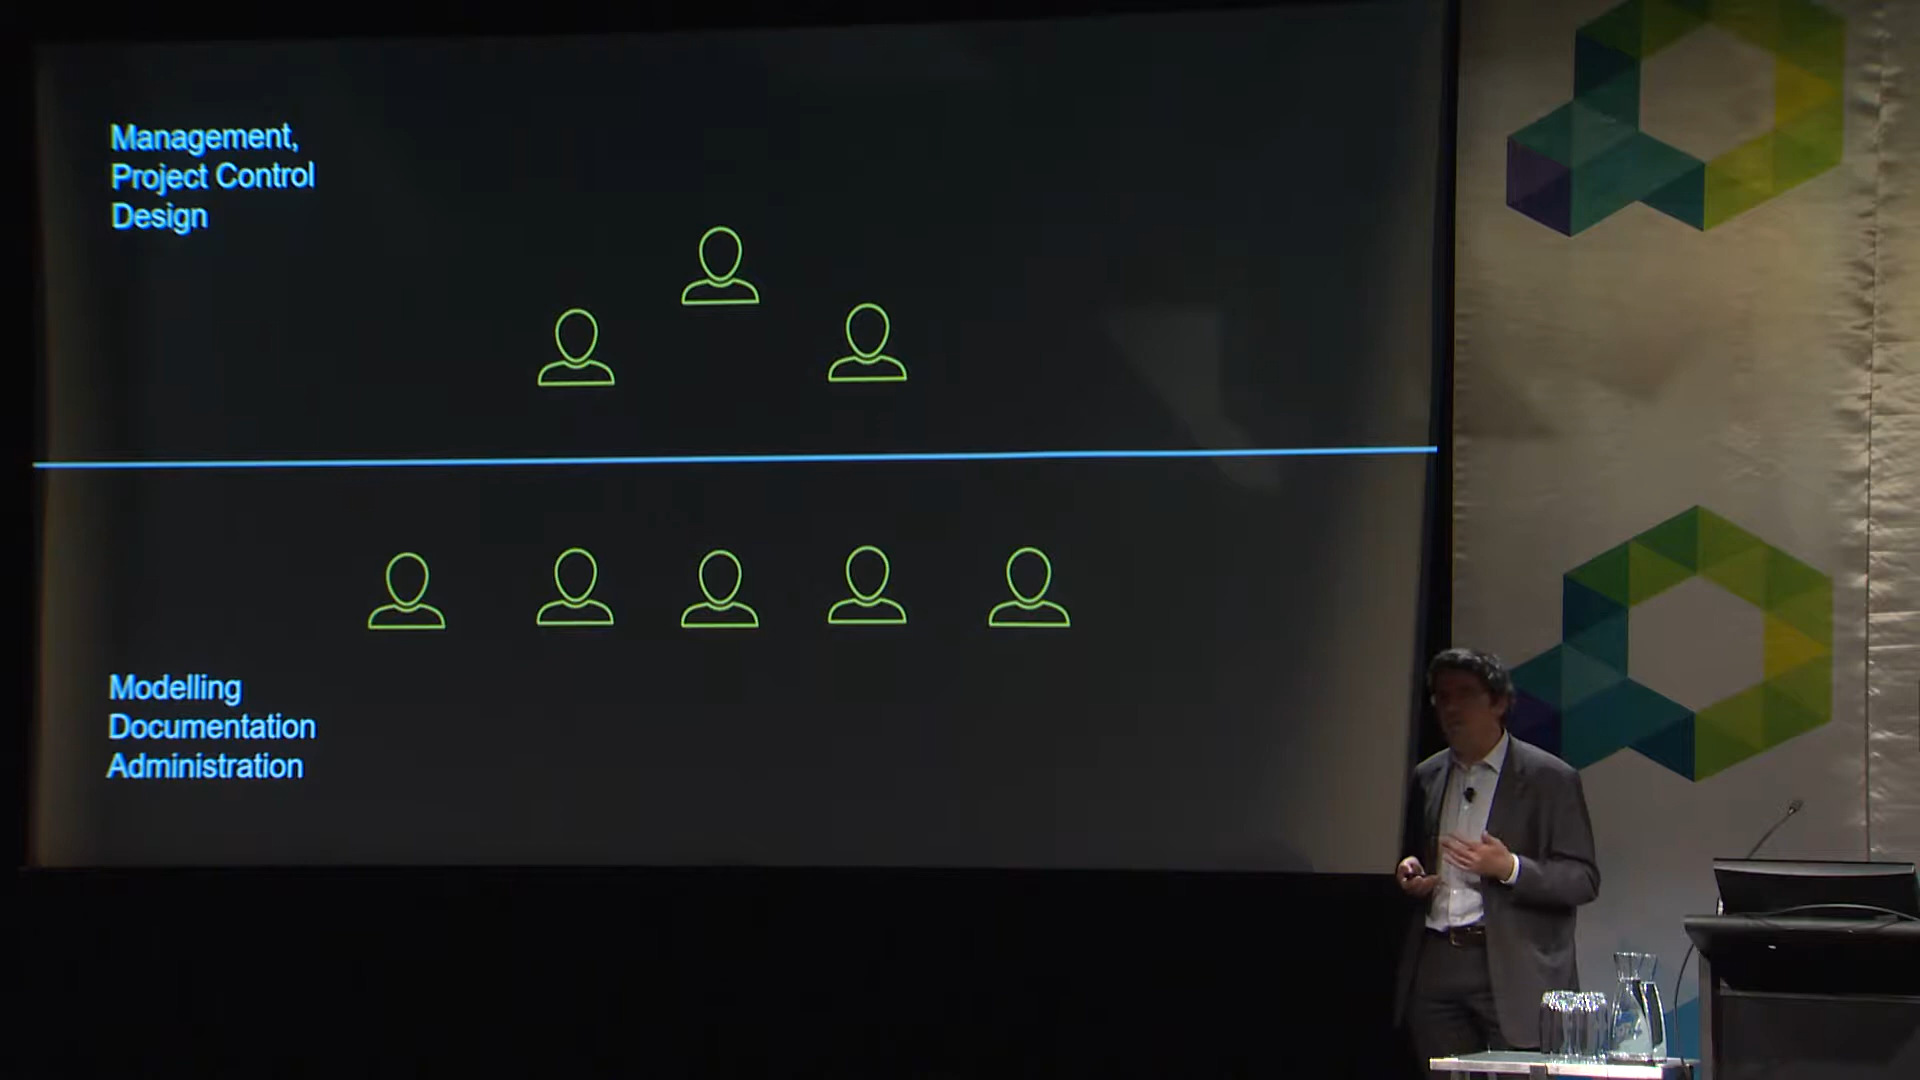 Management,
Project Control
Design
Modelling
Documentation
Administration